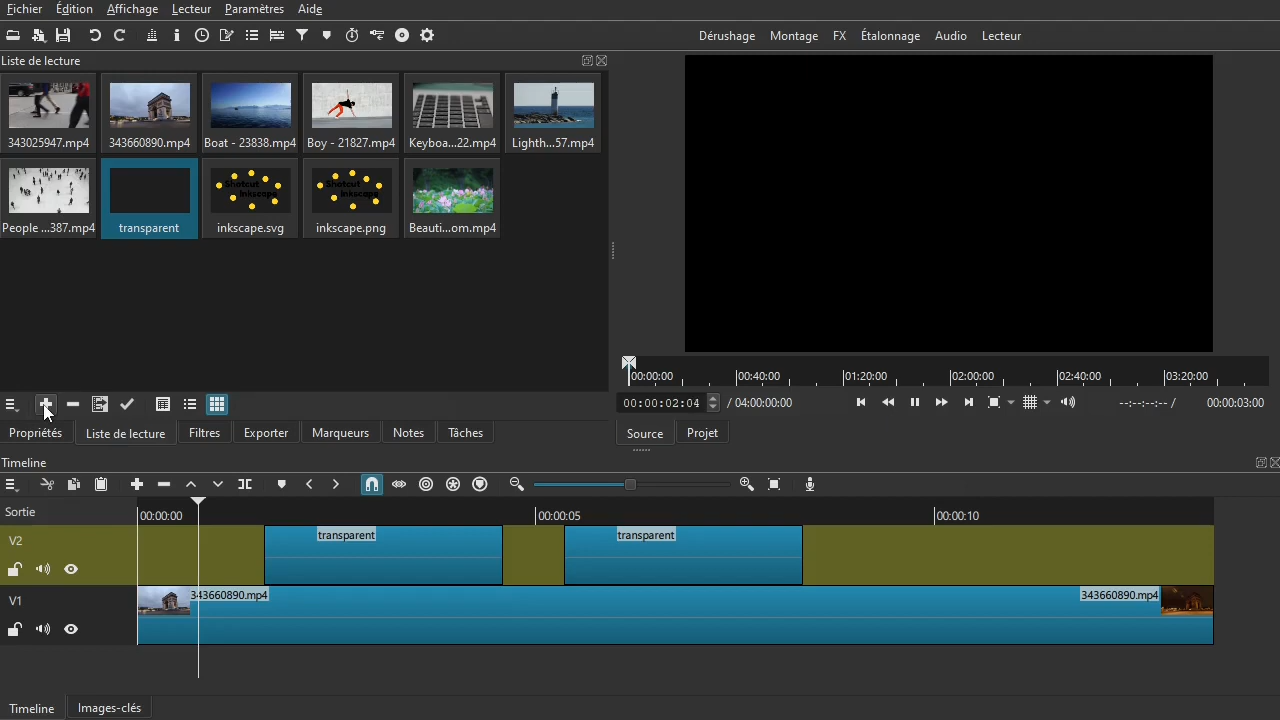 Fichier Édition Affichage Lecteur Paramètres Aide
Dérushage Montage FX Étalonnage Audio Lecteur
Liste de lecture
343025947.mp4 343660890.mp4 Boat - 23838.mp4 Boy - 21827.mp4 Keyboa...22.mp4 Lighth...57.mp4
Shotcut Inkscape Shotcut Inkscape
People ...387.mp4 transparent inkscape.svg inkscape.png Beauti...om.mp4
00:00:00 00:40:00 01:20:00 02:00:00 02:40:00 03:20:00
00:00:02:04 / 04:00:00:00 --:--:--:-- / 00:00:03:00
Propriétés Liste de lecture Filtres Exporter Marqueurs Notes Tâches
Source Projet
Timeline
Sortie 00:00:00 00:00:05 00:00:10
V2 transparent transparent
V1 343660890.mp4 343660890.mp4
Timeline Images-clés